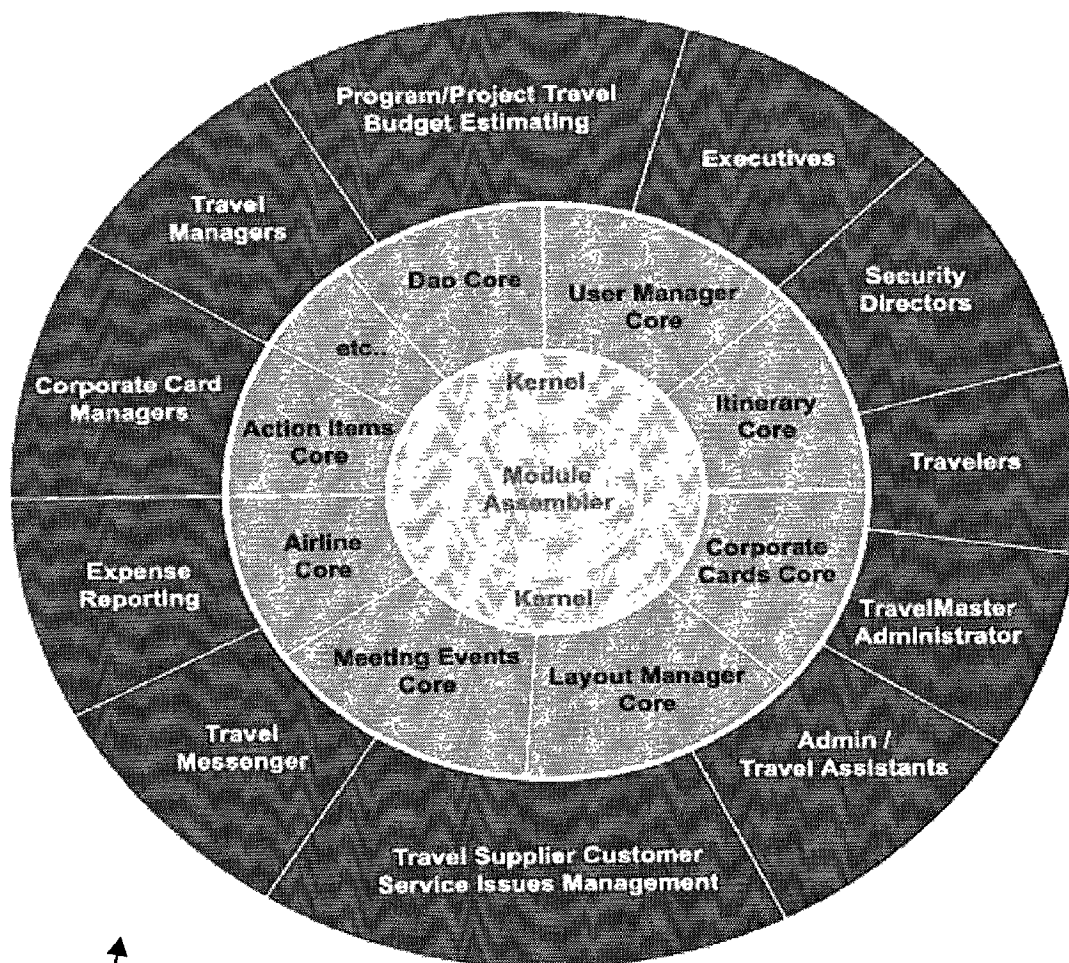 Program/Project Travel
Budget Estimating
Executives
Security
Directors
Travelers
TravelMaster
Administrator
Admin /
Travel Assistants
Travel Supplier Customer
Service Issues Management
Travel
Messenger
Expense
Reporting
Corporate Card
Managers
Travel
Managers
Dao Core
User Manager
Core
Itinerary
Core
Corporate
Cards Core
Layout Manager
Core
Meeting Events
Core
Airline
Core
Action Items
Core
etc..
Kernel
Module
Assembler
Kernel